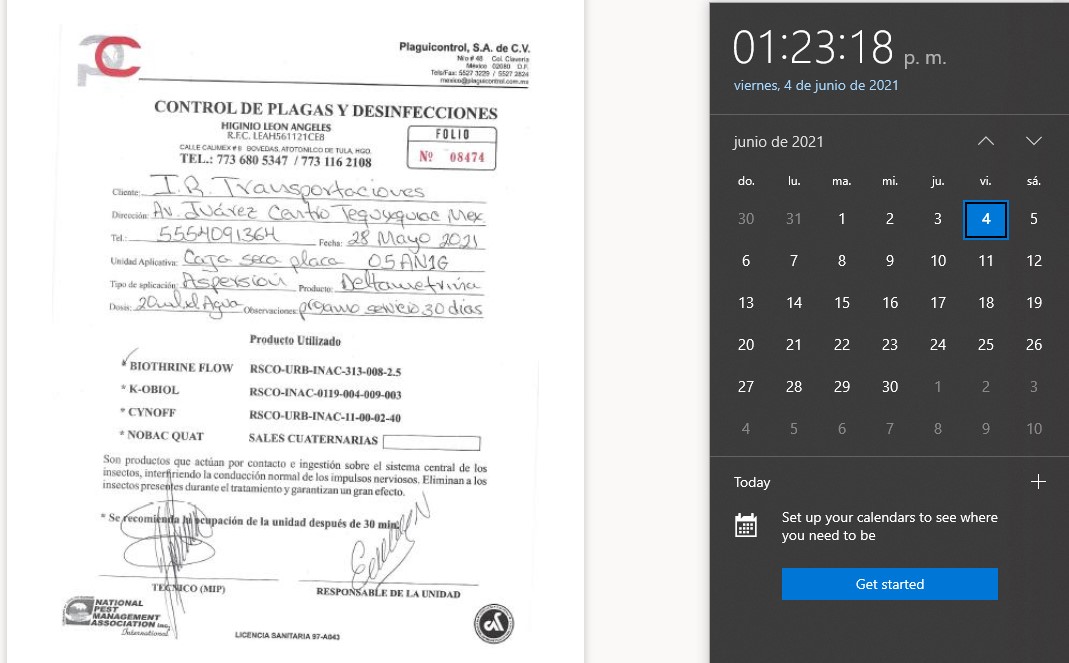 PC
Plaguicontrol, S.A. de C.V.
N/o # 48 Col. Clavería
México 02080 D.F.
Tels/Fax: 5527 3229 / 5527 2824
mexico@plaguicontrol.com.mx
CONTROL DE PLAGAS Y DESINFECCIONES
HIGINIO LEON ANGELES
R.F.C. LEAH561121CE8
CALLE CALIMEX # 8 BOVEDAS, ATOTONILCO DE TULA, HGO.
TEL.: 773 680 5347 / 773 116 2108
FOLIO
Nº 08474
Cliente: I.R. Transportaciones
Dirección: Av. Juárez Centro Tequixquiac Mex.
Tel.: 5554091364 Fecha: 28 Mayo 2021
Unidad Aplicativa: Caja seca placa 05AN1G
Tipo de aplicación: Aspersión Producto: Deltametrina
Dosis: 20ml xl Agua Observaciones: próximo servicio 30 dias
Producto Utilizado
* BIOTHRINE FLOW RSCO-URB-INAC-313-008-2.5
* K-OBIOL RSCO-INAC-0119-004-009-003
* CYNOFF RSCO-URB-INAC-11-00-02-40
* NOBAC QUAT SALES CUATERNARIAS
Son productos que actúan por contacto e ingestión sobre el sistema central de los
insectos, interfiriendo la conducción normal de los impulsos nerviosos. Eliminan a los
insectos presentes durante el tratamiento y garantizan un gran efecto.
* Se recomienda la ocupación de la unidad después de 30 min.
TECNICO (MIP)
RESPONSABLE DE LA UNIDAD
NATIONAL
PEST
MANAGEMENT
ASSOCIATION Inc.
International
LICENCIA SANITARIA 97-A043
01:23:18 p. m.
viernes, 4 de junio de 2021
junio de 2021
do. lu. ma. mi. ju. vi. sá.
30 31 1 2 3 4 5
6 7 8 9 10 11 12
13 14 15 16 17 18 19
20 21 22 23 24 25 26
27 28 29 30 1 2 3
4 5 6 7 8 9 10
Today
Set up your calendars to see where
you need to be
Get started